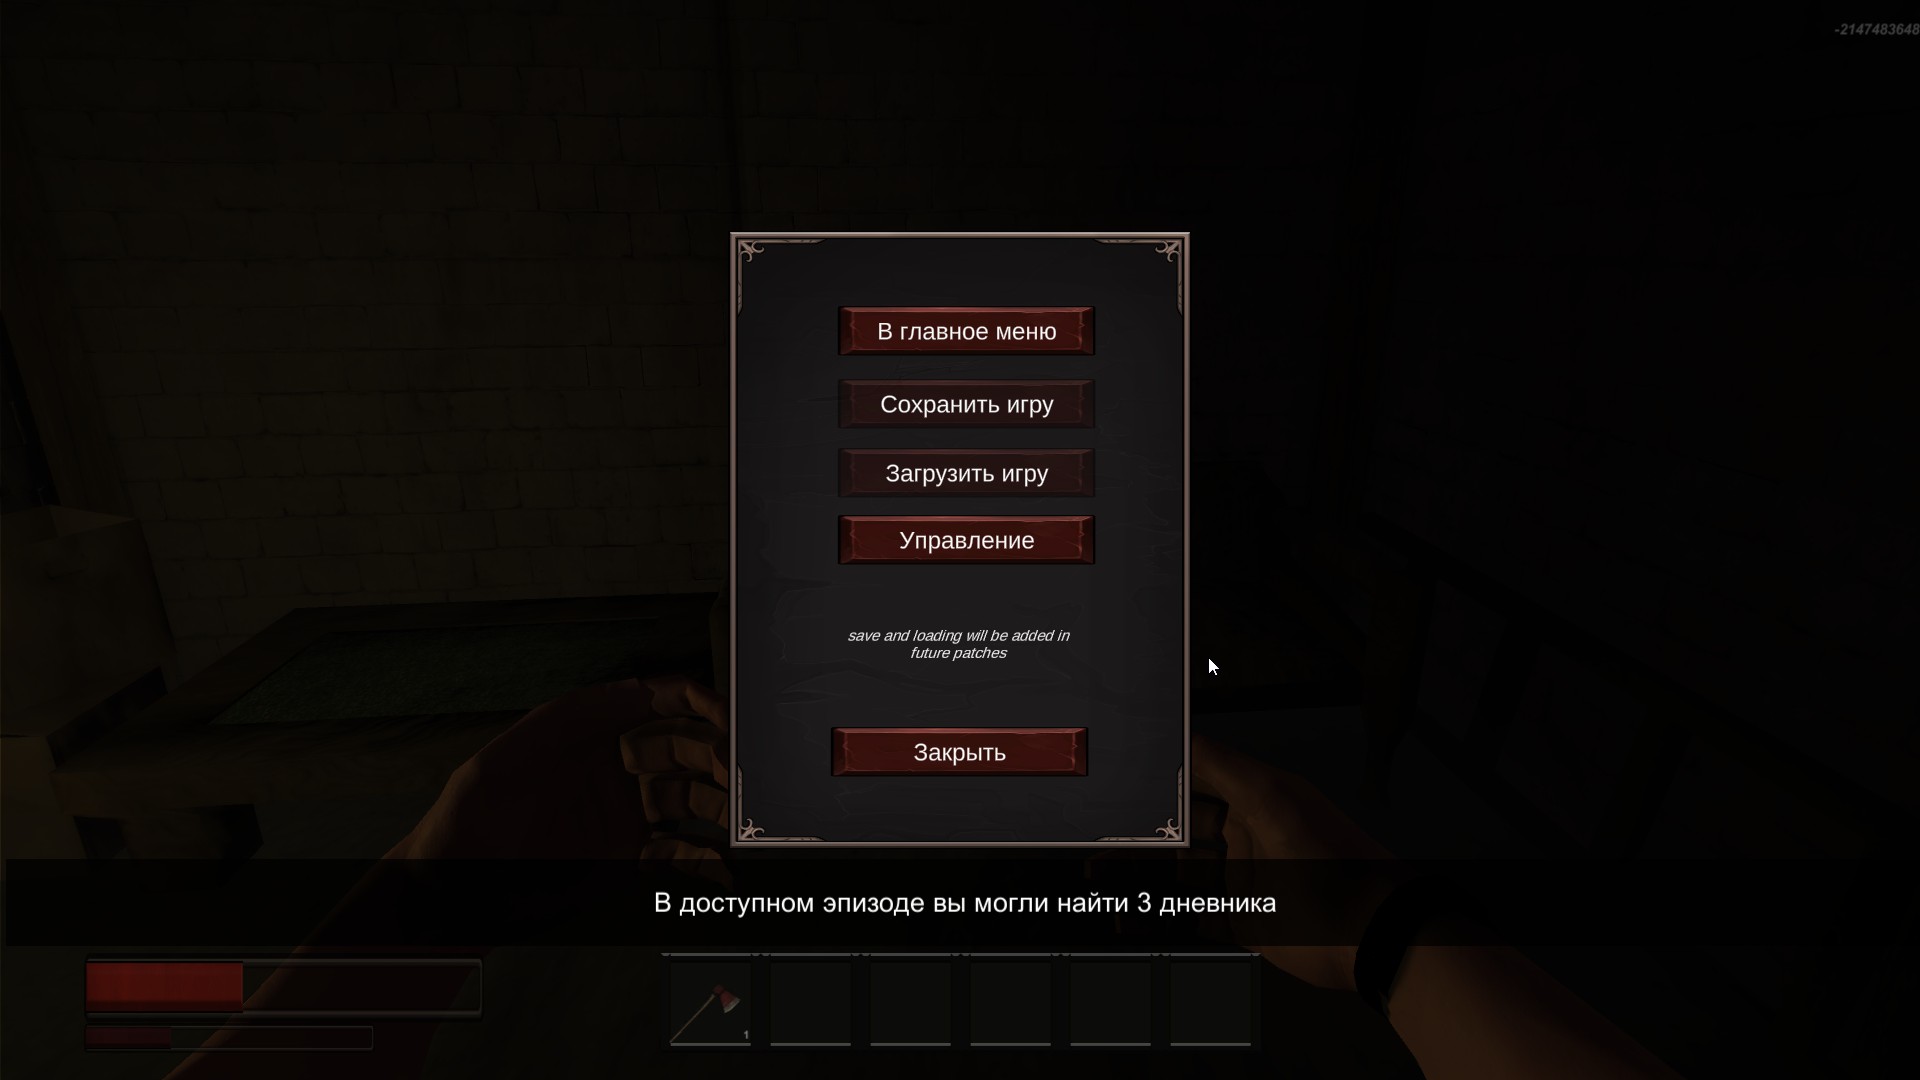 -2147483648
В главное меню
Сохранить игру
Загрузить игру
Управление
save and loading will be added in
future patches
Закрыть
В доступном эпизоде вы могли найти 3 дневника
1